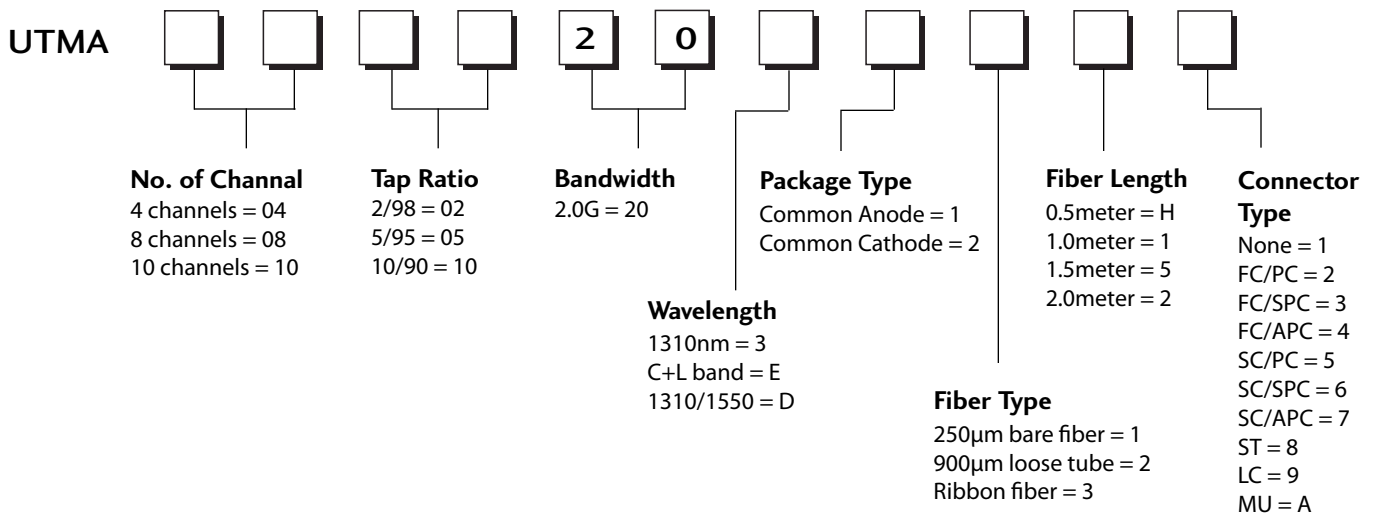 UTMA 2 0
No. of Channal
4 channels = 04
8 channels = 08
10 channels = 10
Tap Ratio
2/98 = 02
5/95 = 05
10/90 = 10
Bandwidth
2.0G = 20
Wavelength
1310nm = 3
C+L band = E
1310/1550 = D
Package Type
Common Anode = 1
Common Cathode = 2
Fiber Type
250µm bare fiber = 1
900µm loose tube = 2
Ribbon fiber = 3
Fiber Length
0.5meter = H
1.0meter = 1
1.5meter = 5
2.0meter = 2
Connector
Type
None = 1
FC/PC = 2
FC/SPC = 3
FC/APC = 4
SC/PC = 5
SC/SPC = 6
SC/APC = 7
ST = 8
LC = 9
MU = A